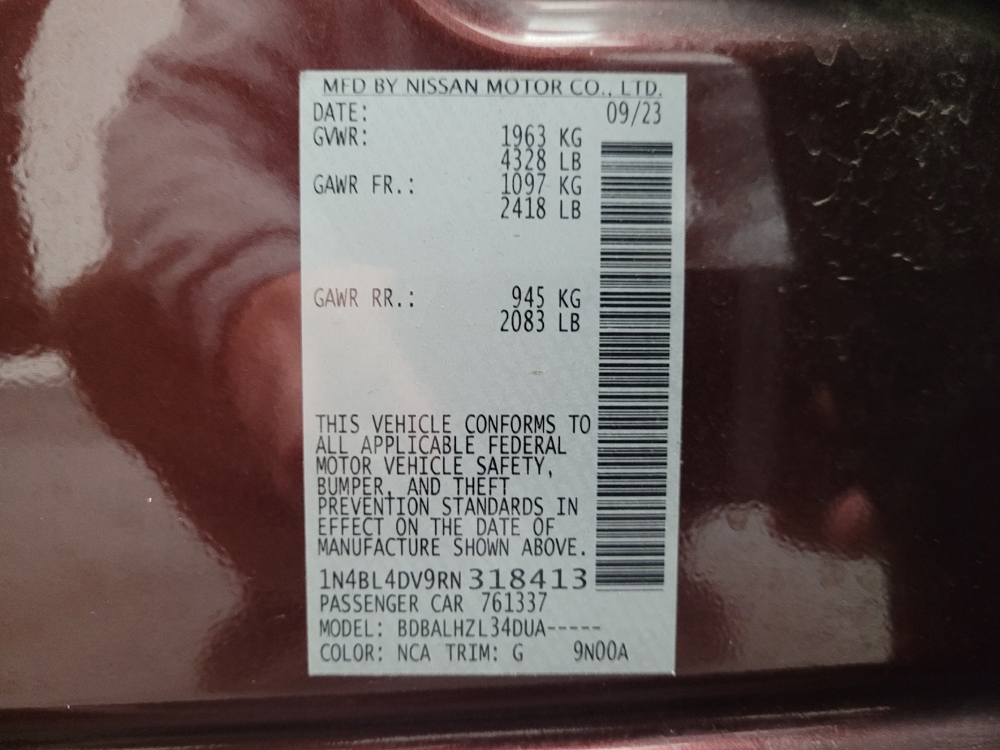 MFD BY NISSAN MOTOR CO., LTD.
DATE: 09/23
GVWR: 1963 KG
4328 LB
GAWR FR.: 1097 KG
2418 LB
GAWR RR.: 945 KG
2083 LB
THIS VEHICLE CONFORMS TO
ALL APPLICABLE FEDERAL
MOTOR VEHICLE SAFETY,
BUMPER, AND THEFT
PREVENTION STANDARDS IN
EFFECT ON THE DATE OF
MANUFACTURE SHOWN ABOVE.
1N4BL4DV9RN318413
PASSENGER CAR 761337
MODEL: BDBALHZL34DUA-----
COLOR: NCA TRIM: G 9N00A